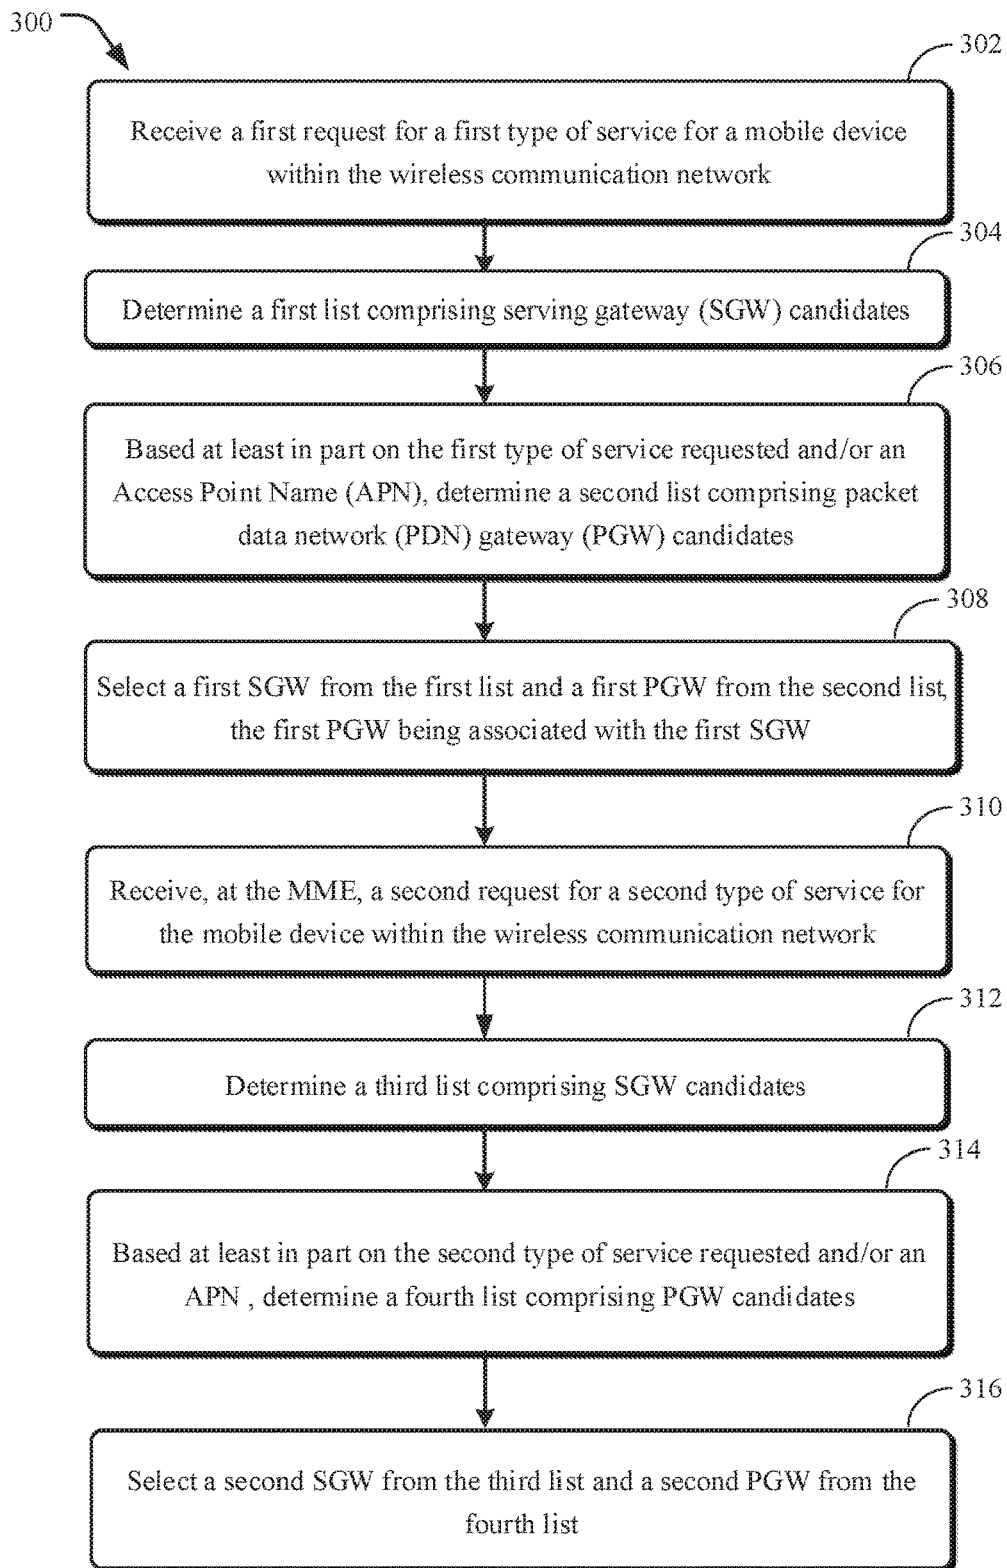 300
302
Receive a first request for a first type of service for a mobile device
within the wireless communication network
304
Determine a first list comprising serving gateway (SGW) candidates
306
Based at least in part on the first type of service requested and/or an
Access Point Name (APN), determine a second list comprising packet
data network (PDN) gateway (PGW) candidates
308
Select a first SGW from the first list and a first PGW from the second list,
the first PGW being associated with the first SGW
310
Receive, at the MME, a second request for a second type of service for
the mobile device within the wireless communication network
312
Determine a third list comprising SGW candidates
314
Based at least in part on the second type of service requested and/or an
APN , determine a fourth list comprising PGW candidates
316
Select a second SGW from the third list and a second PGW from the
fourth list